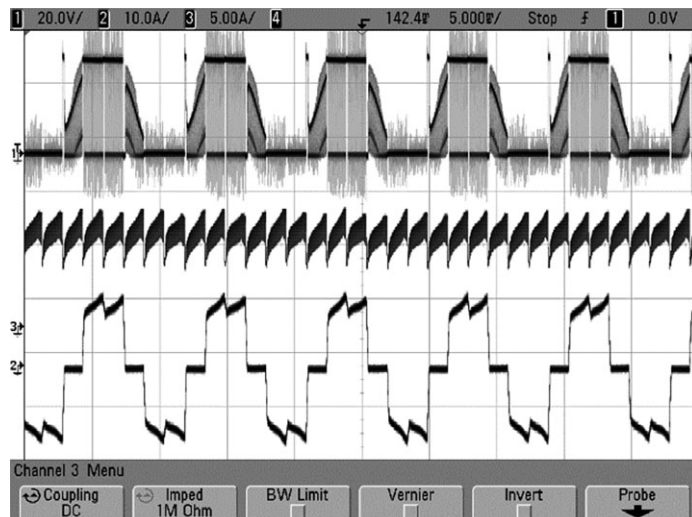 1 20.0V/ 2 10.0A/ 3 5.00A/ 4 142.4▼ 5.000▼/ Stop 1 0.0V
1
3
2
Channel 3 Menu
Coupling Imped BW Limit Vernier Invert Probe
DC 1M Ohm